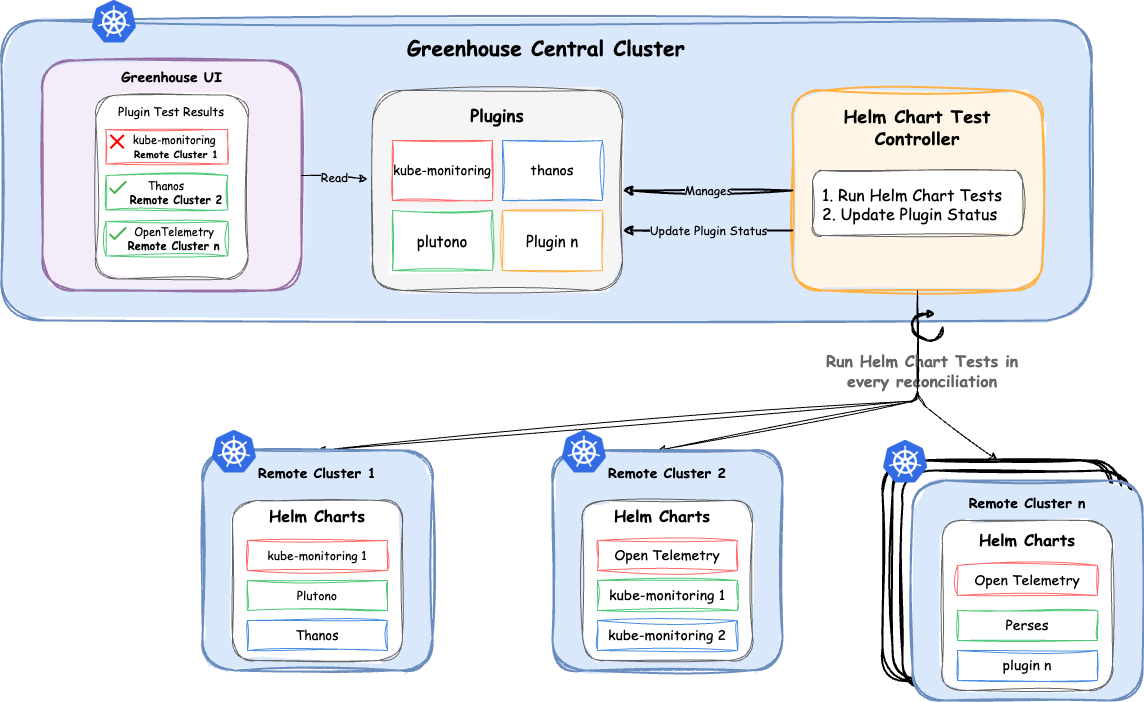 Greenhouse Central Cluster
Greenhouse UI
Plugin Test Results
kube-monitoring
Remote Cluster 1
Thanos
Remote Cluster 2
OpenTelemetry
Remote Cluster n
Read
Plugins
kube-monitoring
thanos
plutono
Plugin n
Manages
Update Plugin Status
Helm Chart Test
Controller
1. Run Helm Chart Tests
2. Update Plugin Status
Run Helm Chart Tests in
every reconciliation
Remote Cluster 1
Helm Charts
kube-monitoring 1
Plutono
Thanos
Remote Cluster 2
Helm Charts
Open Telemetry
kube-monitoring 1
kube-monitoring 2
Remote Cluster n
Helm Charts
Open Telemetry
Perses
plugin n